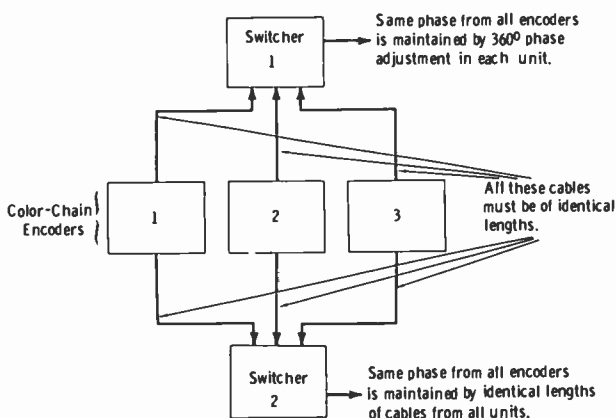 Switcher
1
Same phase from all encoders
is maintained by 360º phase
adjustment in each unit.
Color-Chain
Encoders
1
2
3
All these cables
must be of identical
lengths.
Switcher
2
Same phase from all encoders
is maintained by identical lengths
of cables from all units.